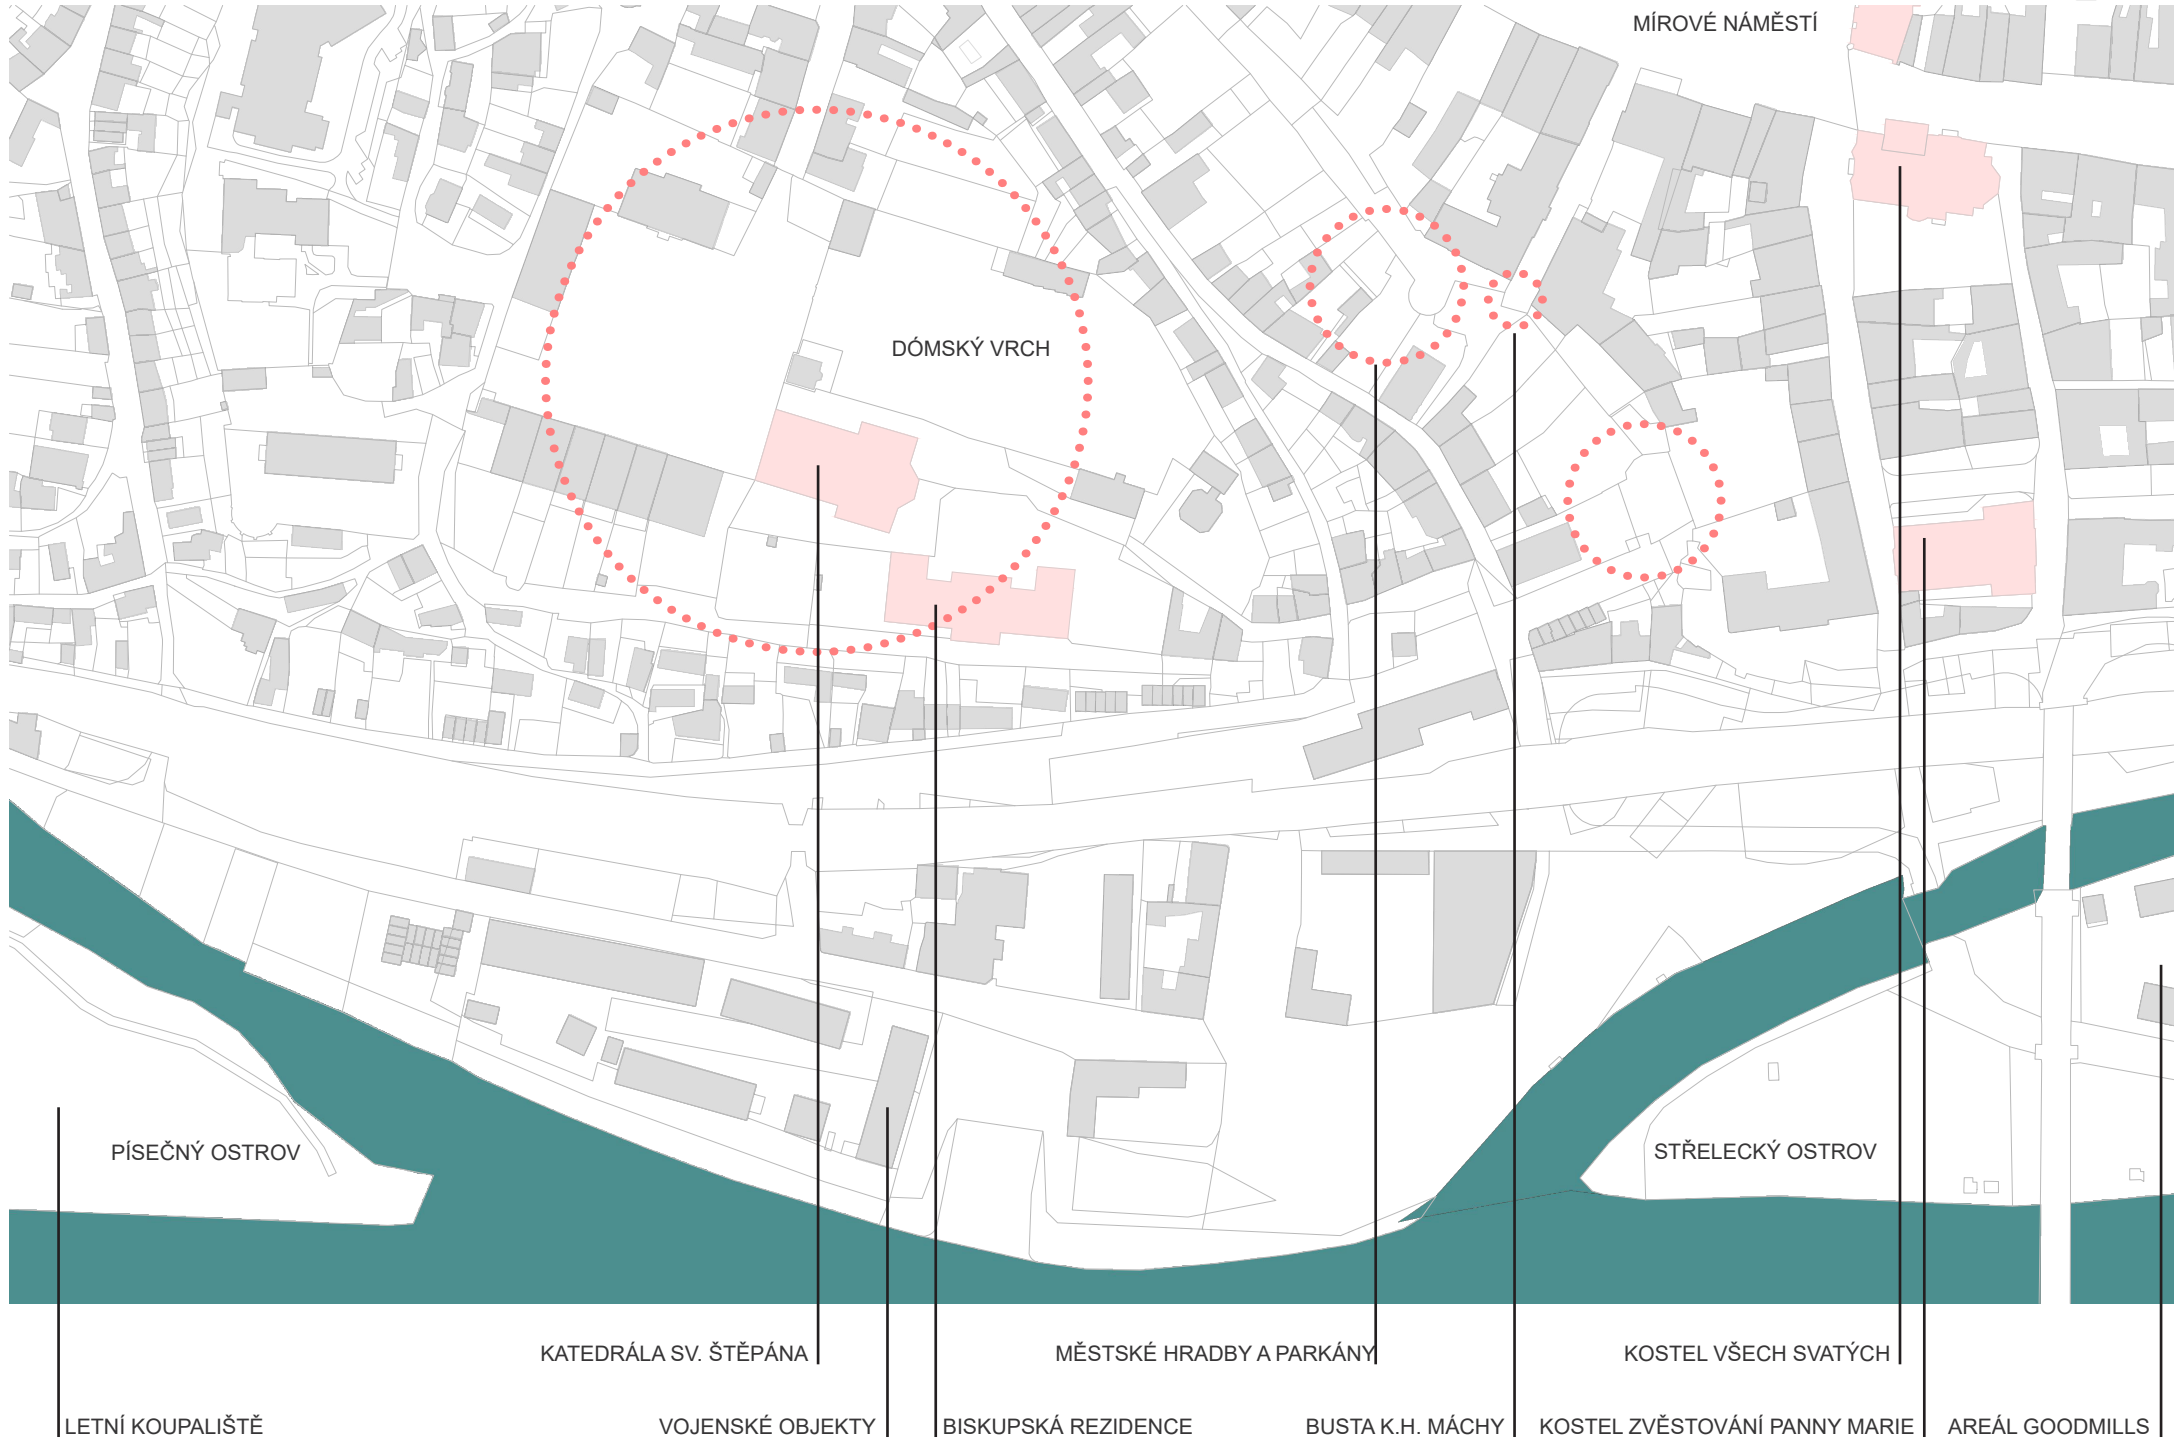 MÍROVÉ NÁMĚSTÍ
DÓMSKÝ VRCH
PÍSEČNÝ OSTROV
STŘELECKÝ OSTROV
KATEDRÁLA SV. ŠTĚPÁNA
MĚSTSKÉ HRADBY A PARKÁNY
KOSTEL VŠECH SVATÝCH
LETNÍ KOUPALIŠTĚ
VOJENSKÉ OBJEKTY
BISKUPSKÁ REZIDENCE
BUSTA K.H. MÁCHY
KOSTEL ZVĚSTOVÁNÍ PANNY MARIE
AREÁL GOODMILLS